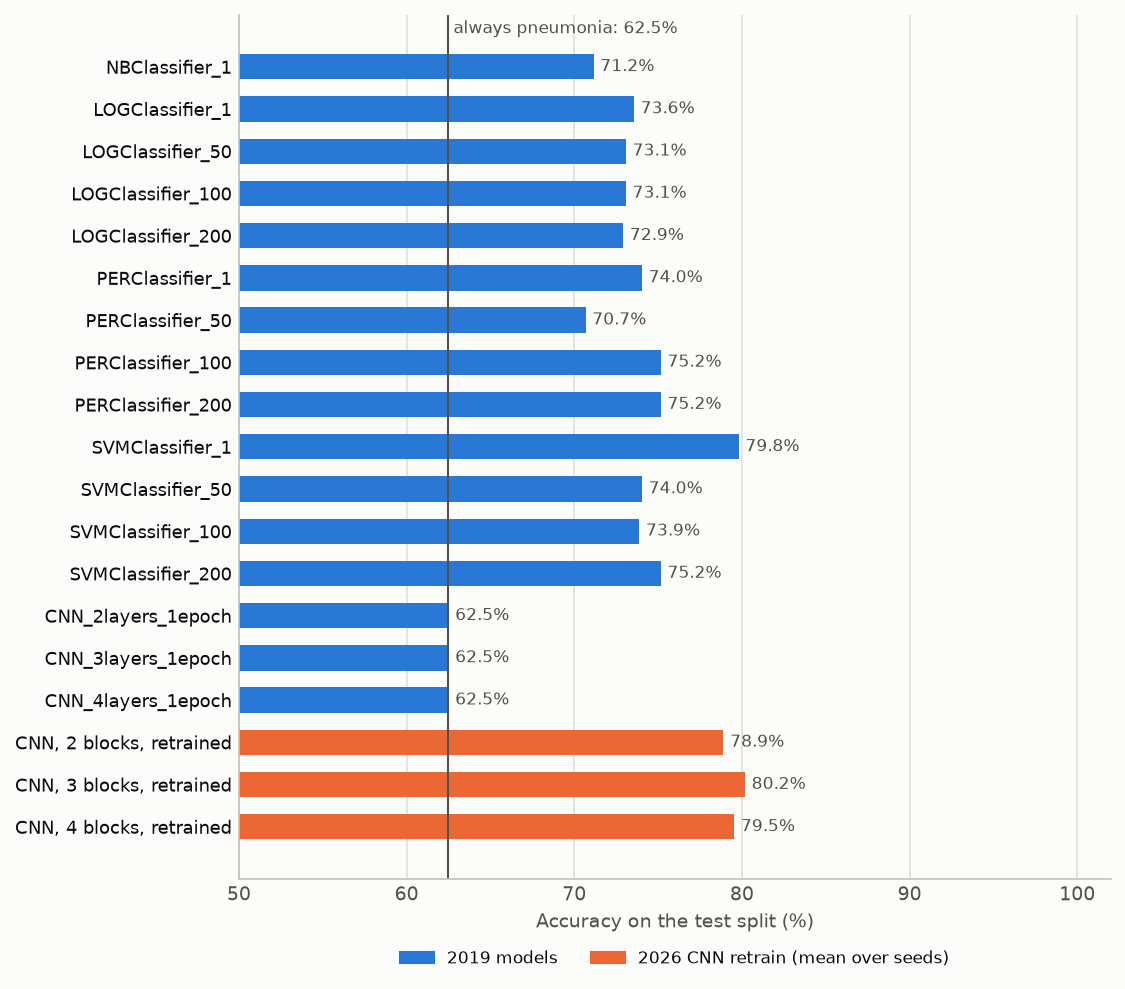 always pneumonia: 62.5%
NBClassifier_1 71.2%
LOGClassifier_1 73.6%
LOGClassifier_50 73.1%
LOGClassifier_100 73.1%
LOGClassifier_200 72.9%
PERClassifier_1 74.0%
PERClassifier_50 70.7%
PERClassifier_100 75.2%
PERClassifier_200 75.2%
SVMClassifier_1 79.8%
SVMClassifier_50 74.0%
SVMClassifier_100 73.9%
SVMClassifier_200 75.2%
CNN_2layers_1epoch 62.5%
CNN_3layers_1epoch 62.5%
CNN_4layers_1epoch 62.5%
CNN, 2 blocks, retrained 78.9%
CNN, 3 blocks, retrained 80.2%
CNN, 4 blocks, retrained 79.5%
50 60 70 80 90 100
Accuracy on the test split (%)
2019 models 2026 CNN retrain (mean over seeds)